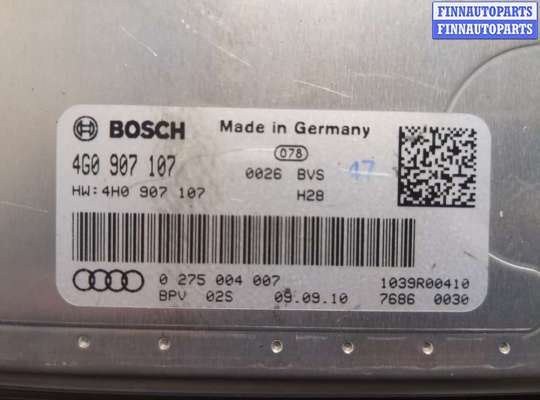 FINNAUTOPARTS
FINNAUTOPARTS
BOSCH Made in Germany
078
4G0 907 107 0026 BVS 47
HW:4H0 907 107 H28
0 275 004 007 1039R00410
BPV 02S 09.09.10 7686 0030